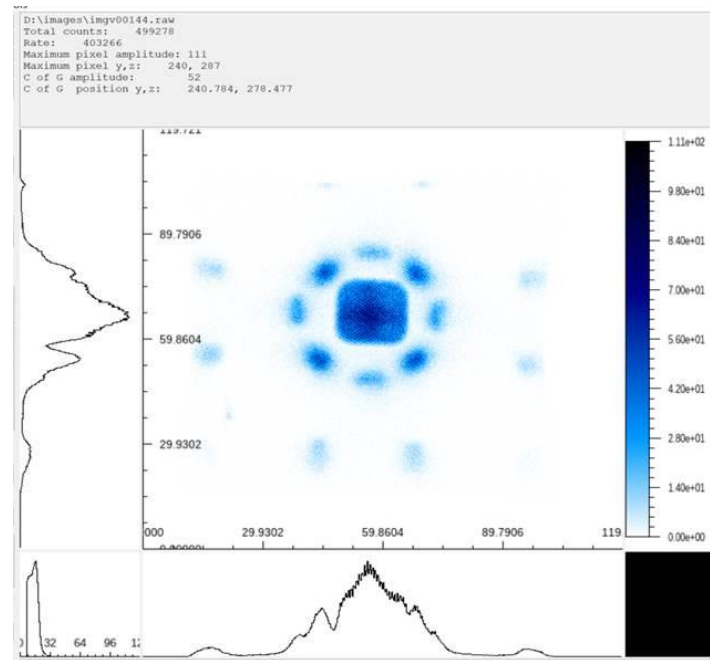 D:\images\imgv00144.raw
Total counts: 499278
Rate: 403266
Maximum pixel amplitude: 111
Maximum pixel y,z: 240, 287
C of G amplitude: 52
C of G position y,z: 240.784, 278.477
119.721
1.11e+02
9.80e+01
89.7906
8.40e+01
7.00e+01
59.8604
5.60e+01
4.20e+01
29.9302
2.80e+01
1.40e+01
000 29.9302 59.8604 89.7906 119
0.00e+00
32 64 96 12